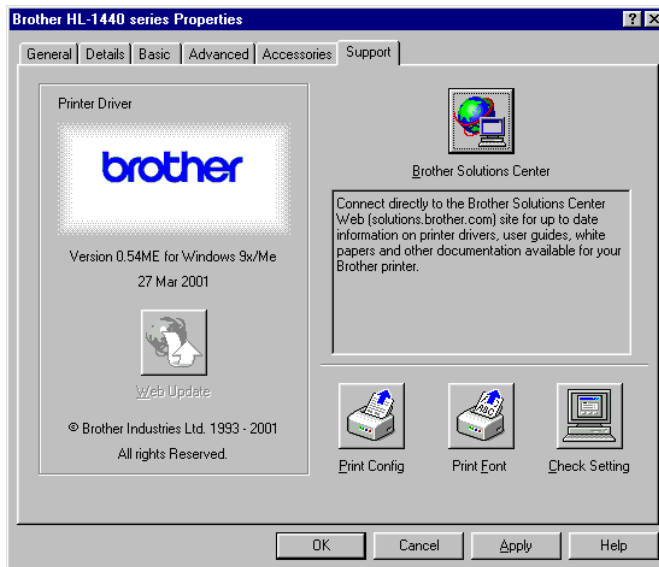 Brother HL-1440 series Properties
General Details Basic Advanced Accessories Support
Printer Driver
brother
Version 0.54ME for Windows 9x/Me
27 Mar 2001
Web Update
© Brother Industries Ltd. 1993 - 2001
All rights Reserved.
Brother Solutions Center
Connect directly to the Brother Solutions Center
Web (solutions.brother.com) site for up to date
information on printer drivers, user guides, white
papers and other documentation available for your
Brother printer.
Print Config Print Font Check Setting
OK Cancel Apply Help